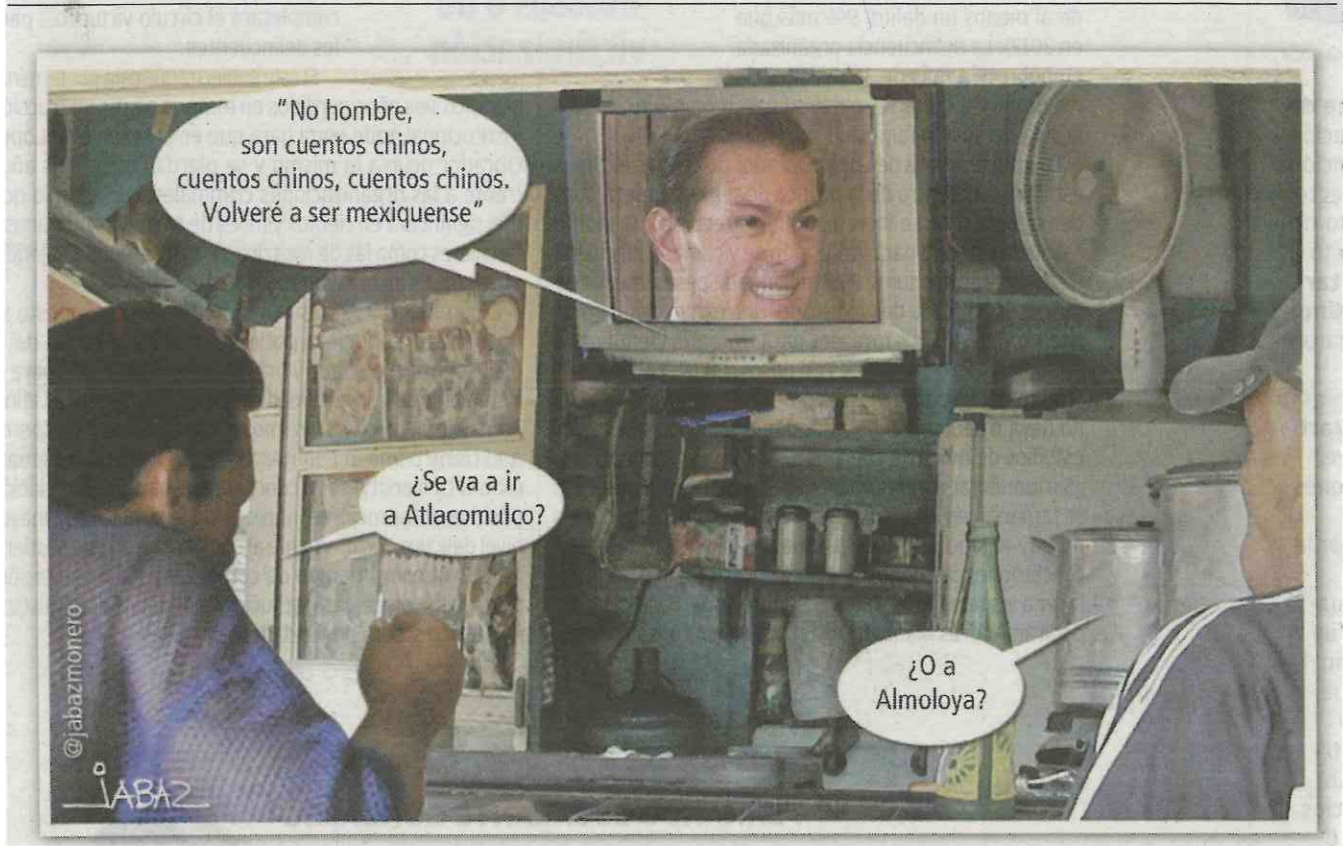 "No hombre,
son cuentos chinos,
cuentos chinos, cuentos chinos.
Volveré a ser mexiquense"
¿Se va a ir
a Atlacomulco?
¿O a
Almoloya?
@jabazmonero
JABAZ